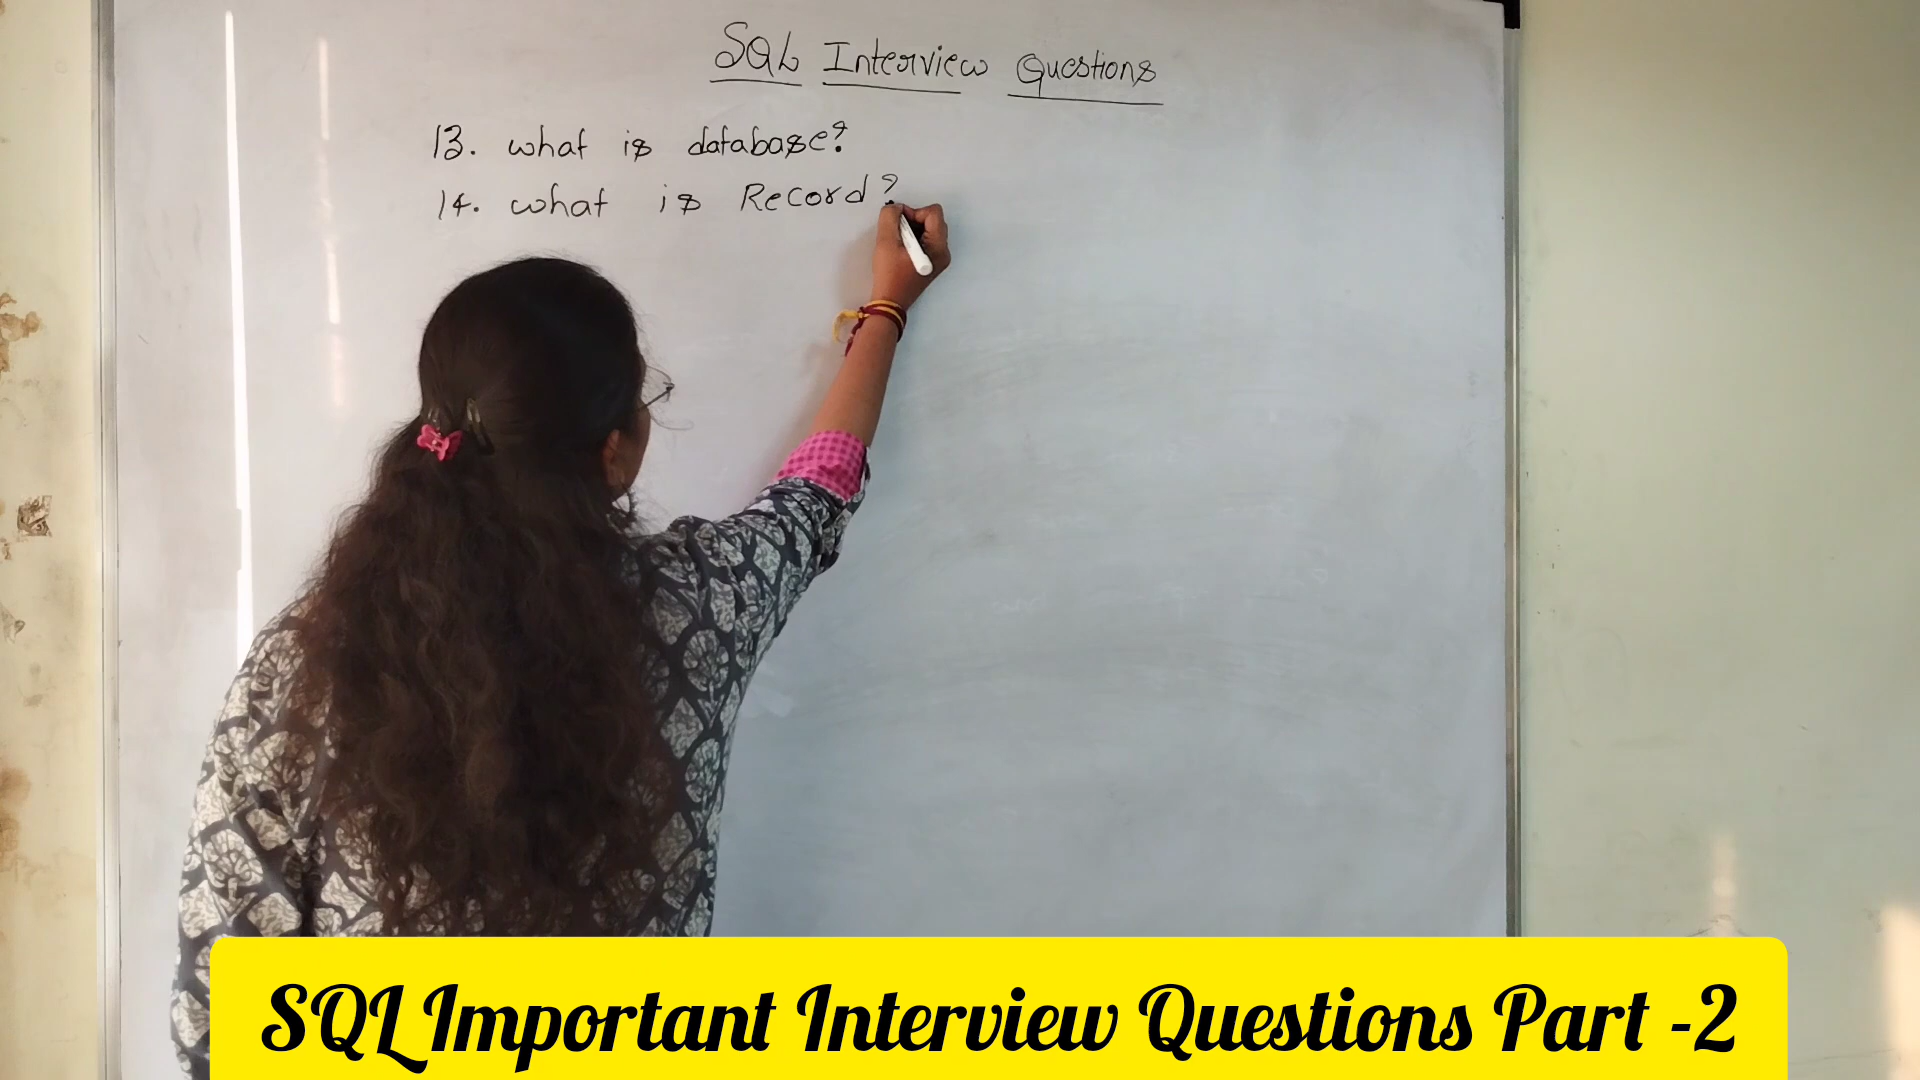 SQL Interview Questions
13. what is database?
14. what is Record?
SQL Important Interview Questions Part -2